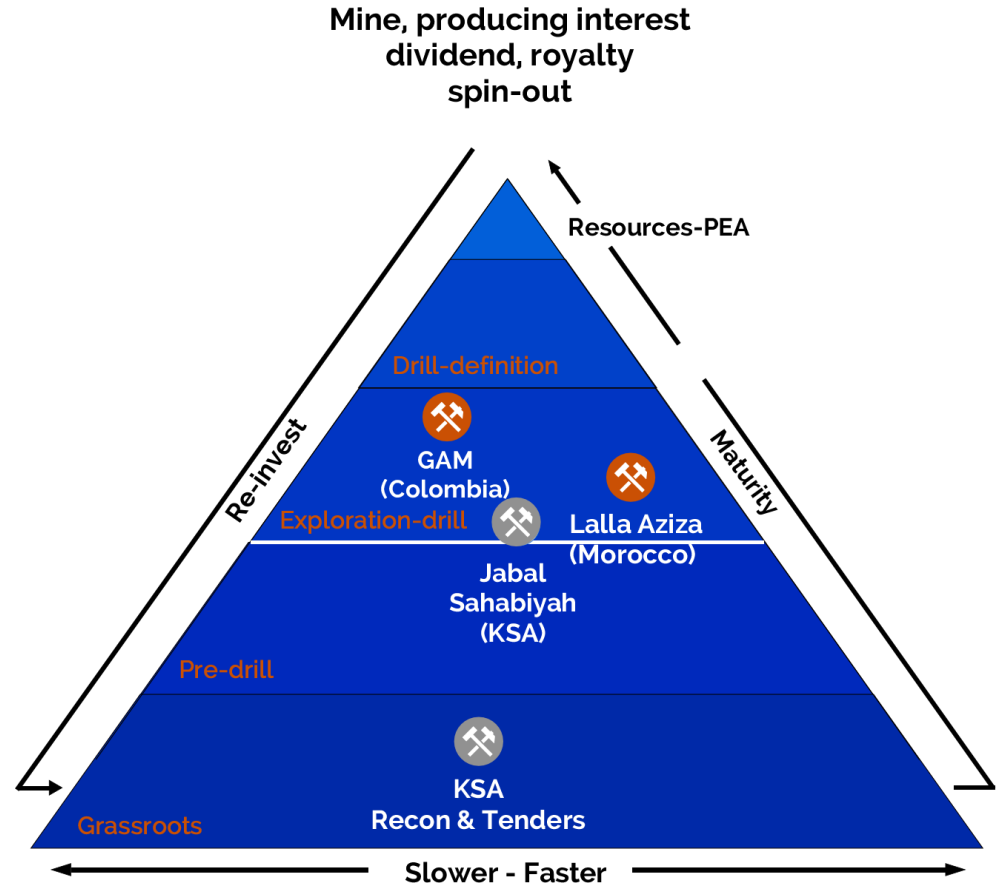 Mine, producing interest
dividend, royalty
spin-out
Resources-PEA
Re-invest
Maturity
Drill-definition
GAM
(Colombia)
Exploration-drill
Lalla Aziza
(Morocco)
Jabal
Sahabiyah
(KSA)
Pre-drill
KSA
Recon & Tenders
Grassroots
Slower - Faster